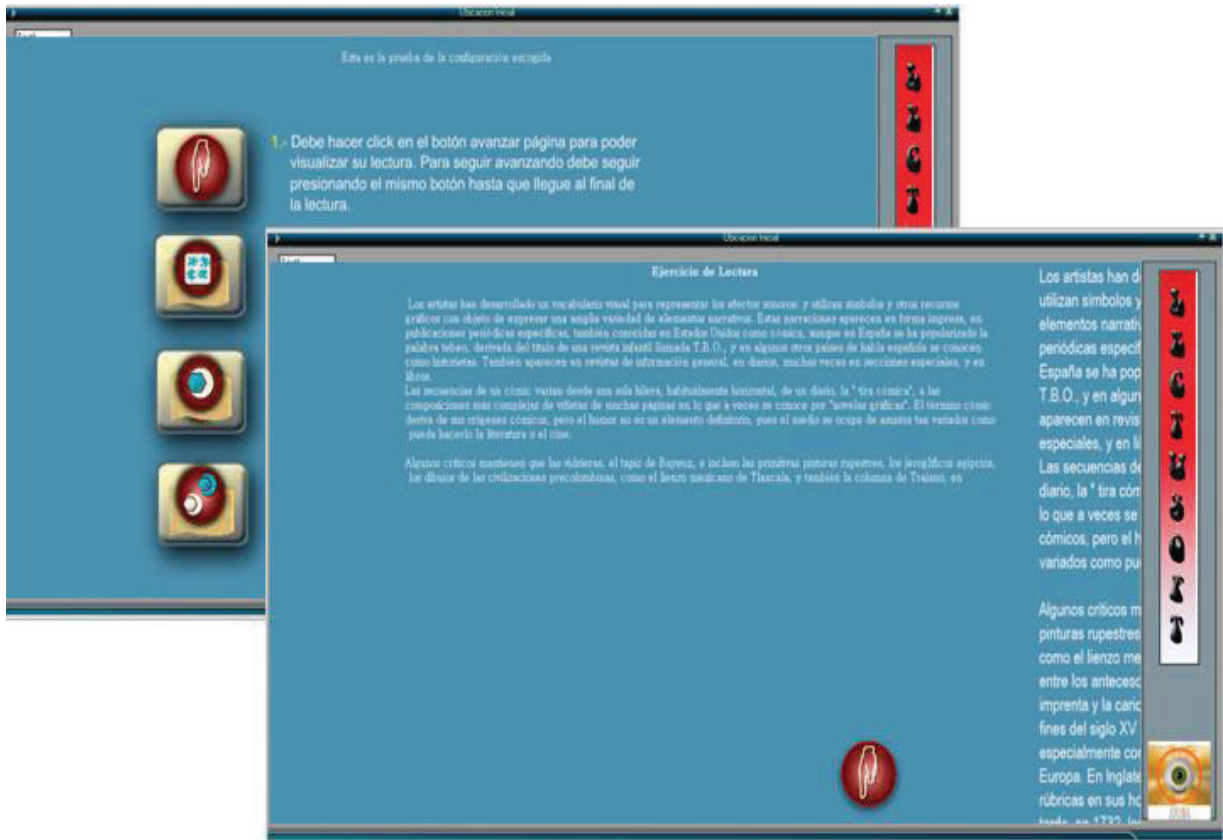 Ubicacion Inicial
Esta es la prueba de la configuración escogida
1.- Debe hacer click en el botón avanzar página para poder
visualizar su lectura. Para seguir avanzando debe seguir
presionando el mismo botón hasta que llegue al final de
la lectura.
L
E
C
T
Ubicacion Inicial
Ejercicio de Lectura
Los artistas han desarrollado un vocabulario visual para representar los efectos sonoros y utilizan símbolos y otros recursos
gráficos con objeto de expresar una amplia variedad de elementos narrativos. Estas narraciones aparecen en forma impresa, en
publicaciones periódicas específicas, también conocidas en Estados Unidos como cómics, aunque en España se ha popularizado la
palabra tebeo, derivada del título de una revista infantil llamada T.B.O., y en algunos otros países de habla española se conocen
como historietas. También aparecen en revistas de información general, en diarios, muchas veces en secciones especiales, y en
libros.
Las secuencias de un cómic varían desde una sola hilera, habitualmente horizontal, de un diario, la " tira cómica", a las
composiciones más complejas de viñetas de muchas páginas en lo que a veces se conoce por "novelas gráficas". El término cómic
deriva de sus orígenes cómicos, pero el humor no es un elemento definitorio, pues el medio se ocupa de asuntos tan variados como
pueda hacerlo la literatura o el cine.
Algunos críticos mantienen que las vidrieras, el tapiz de Bayeux, e incluso las primitivas pinturas rupestres, los jeroglíficos egipcios,
los dibujos de las civilizaciones precolombinas, como el lienzo mexicano de Tlaxcala, y también la columna de Trajano, en
Los artistas han d
utilizan símbolos y
elementos narrativ
periódicas específ
España se ha pop
T.B.O., y en algun
aparecen en revis
especiales, y en li
Las secuencias de
diario, la " tira cóm
lo que a veces se
cómicos, pero el h
variados como pu
Algunos críticos m
pinturas rupestres
como el lienzo me
entre los antecesc
imprenta y la caric
fines del siglo XV
especialmente cor
Europa. En Inglate
rúbricas en sus ho
L
E
C
T
U
S
O
F
T